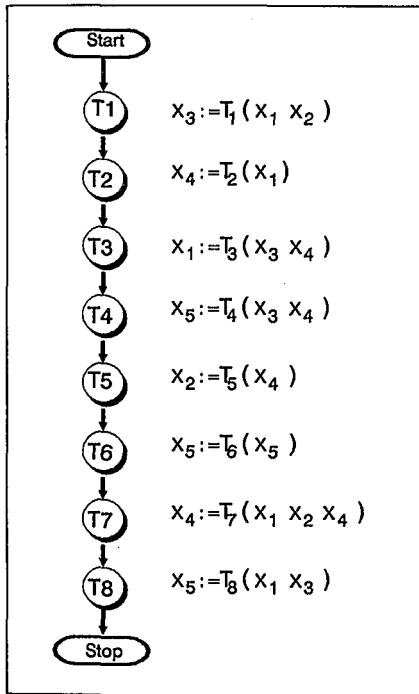 Start
T1 x₃:=T₁(x₁ x₂)
T2 x₄:=T₂(x₁)
T3 x₁:=T₃(x₃ x₄)
T4 x₅:=T₄(x₃ x₄)
T5 x₂:=T₅(x₄)
T6 x₅:=T₆(x₅)
T7 x₄:=T₇(x₁ x₂ x₄)
T8 x₅:=T₈(x₁ x₃)
Stop